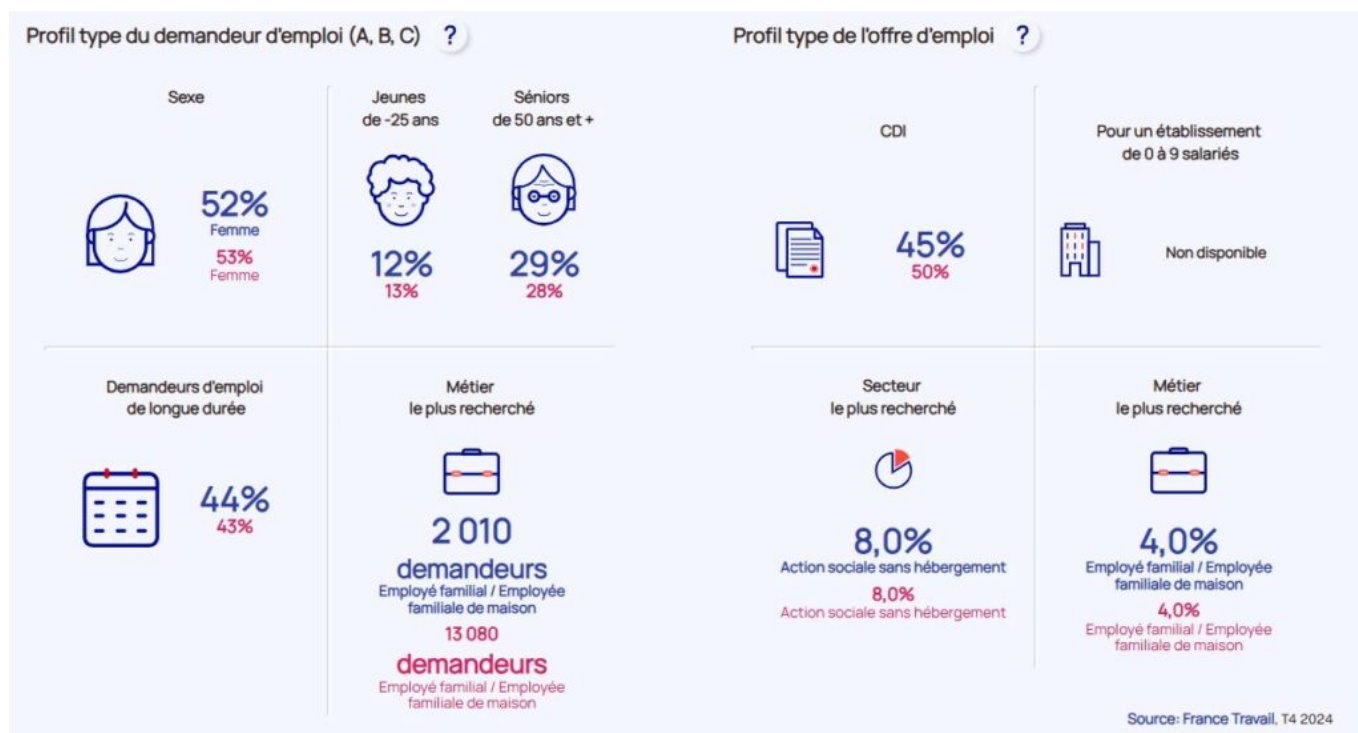 Profil type du demandeur d'emploi (A, B, C) ?
Sexe
52%
Femme
53%
Femme
Jeunes
de -25 ans
12%
13%
Séniors
de 50 ans et +
29%
28%
Demandeurs d'emploi
de longue durée
44%
43%
Métier
le plus recherché
2 010
demandeurs
Employé familial / Employée
familiale de maison
13 080
demandeurs
Employé familial / Employée
familiale de maison
Profil type de l'offre d'emploi ?
CDI
45%
50%
Pour un établissement
de 0 à 9 salariés
Non disponible
Secteur
le plus recherché
8,0%
Action sociale sans hébergement
8,0%
Action sociale sans hébergement
Métier
le plus recherché
4,0%
Employé familial / Employée
familiale de maison
4,0%
Employé familial / Employée
familiale de maison
Source: France Travail, T4 2024